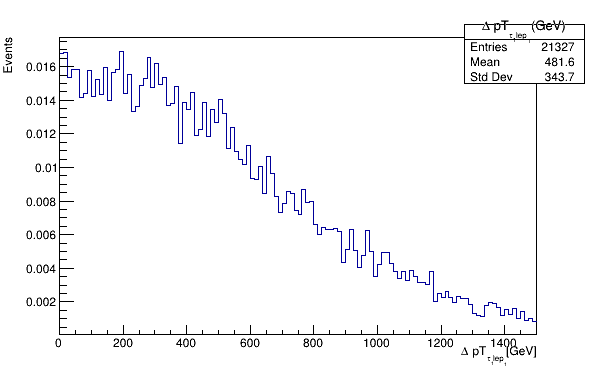 Δ pT τ₁lep₁ (GeV)
Entries 21327
Mean 481.6
Std Dev 343.7
Events
0.016
0.014
0.012
0.01
0.008
0.006
0.004
0.002
0 200 400 600 800 1000 1200 1400
Δ pT τ₁lep₁ [GeV]